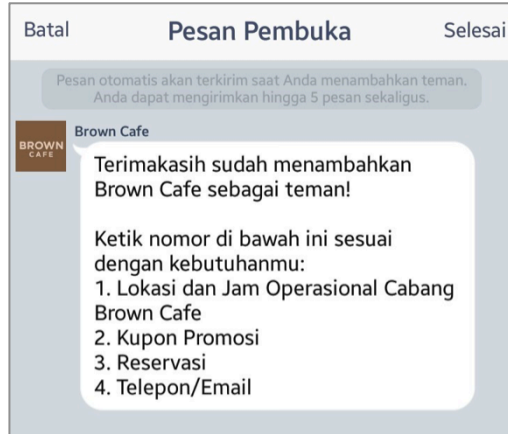 Batal Pesan Pembuka Selesai
Pesan otomatis akan terkirim saat Anda menambahkan teman.
Anda dapat mengirimkan hingga 5 pesan sekaligus.
BROWN
CAFE
Brown Cafe
Terimakasih sudah menambahkan
Brown Cafe sebagai teman!
Ketik nomor di bawah ini sesuai
dengan kebutuhanmu:
1. Lokasi dan Jam Operasional Cabang
Brown Cafe
2. Kupon Promosi
3. Reservasi
4. Telepon/Email